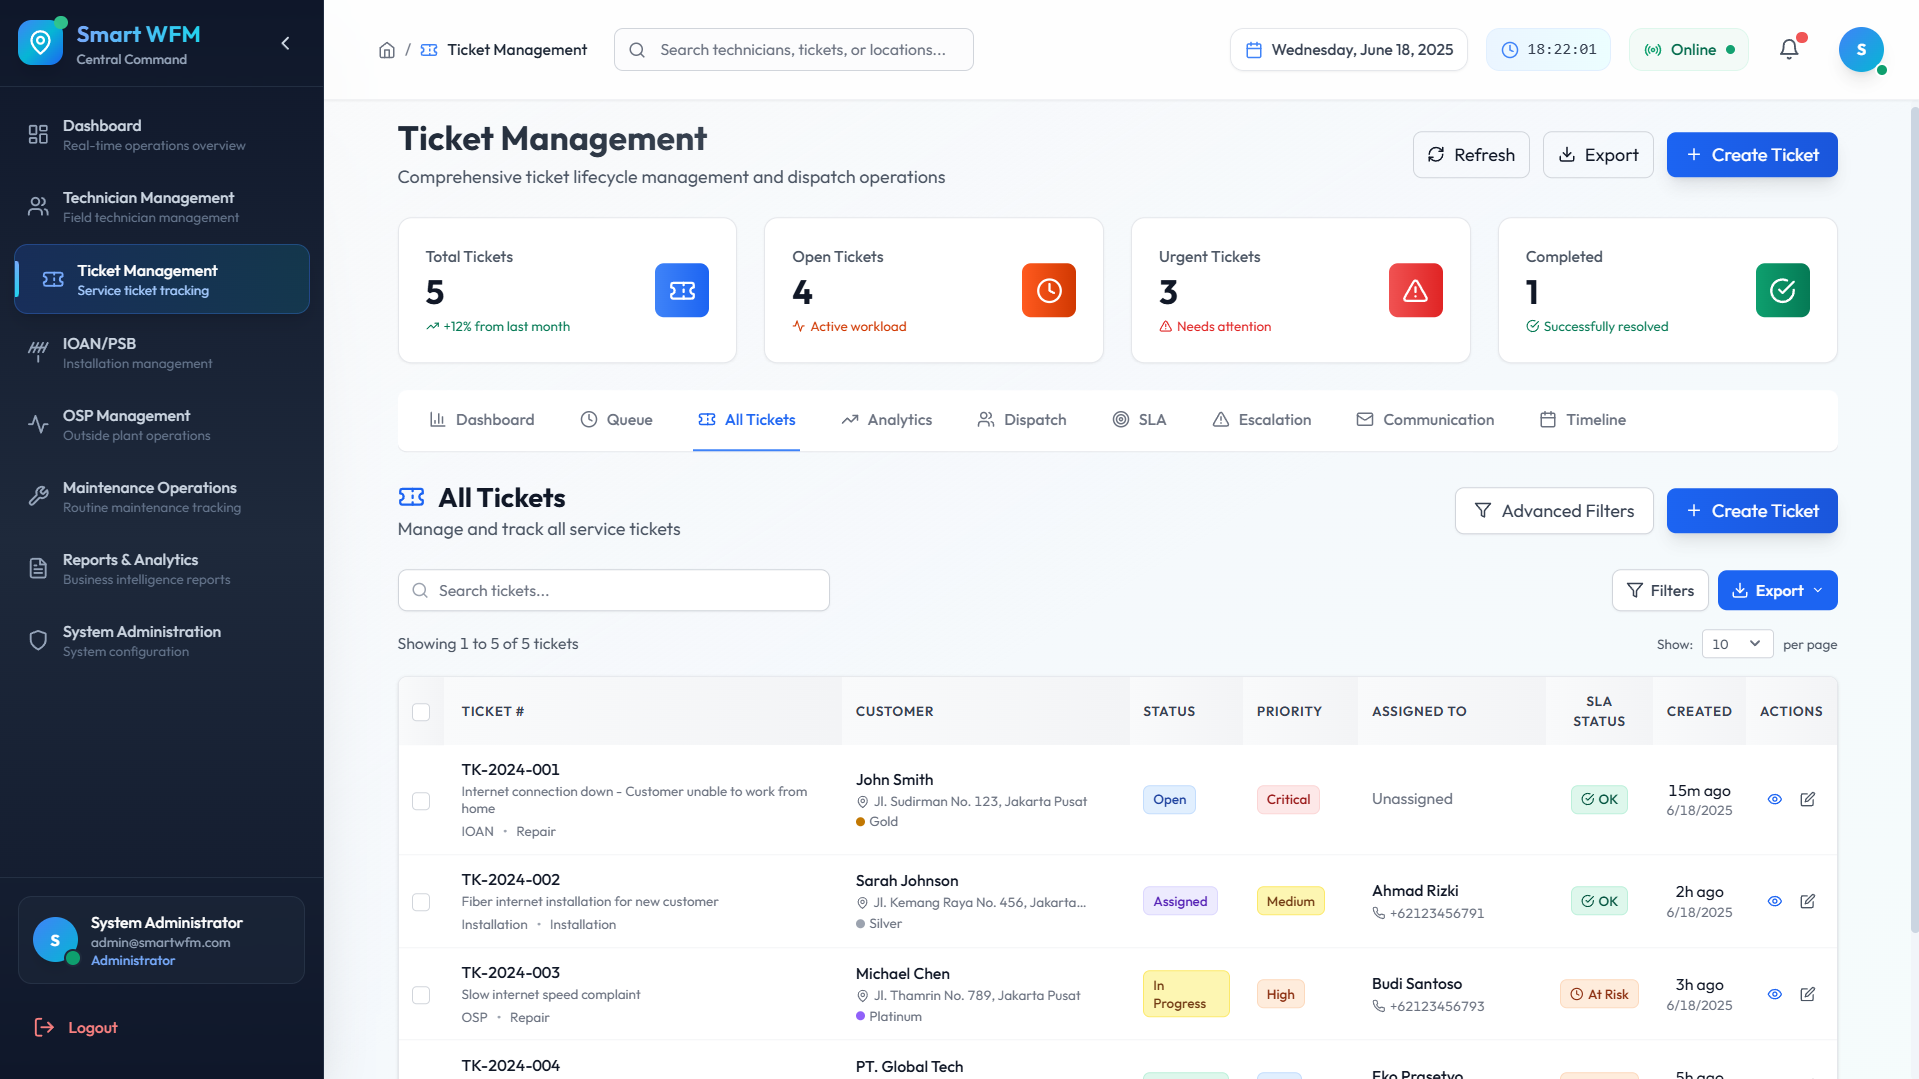 Smart WFM
Central Command
Dashboard
Real-time operations overview
Technician Management
Field technician management
Ticket Management
Service ticket tracking
IOAN/PSB
Installation management
OSP Management
Outside plant operations
Maintenance Operations
Routine maintenance tracking
Reports & Analytics
Business intelligence reports
System Administration
System configuration
S
System Administrator
admin@smartwfm.com
Administrator
Logout
/ Ticket Management
Search technicians, tickets, or locations...
Wednesday, June 18, 2025
18:22:01
Online
S
Ticket Management
Comprehensive ticket lifecycle management and dispatch operations
Refresh
Export
Create Ticket
Total Tickets
5
+12% from last month
Open Tickets
4
Active workload
Urgent Tickets
3
Needs attention
Completed
1
Successfully resolved
Dashboard
Queue
All Tickets
Analytics
Dispatch
SLA
Escalation
Communication
Timeline
All Tickets
Manage and track all service tickets
Advanced Filters
Create Ticket
Search tickets...
Filters
Export
Showing 1 to 5 of 5 tickets
Show: 10 per page
TICKET # CUSTOMER STATUS PRIORITY ASSIGNED TO SLA STATUS CREATED ACTIONS
TK-2024-001
Internet connection down - Customer unable to work from
home
IOAN • Repair
John Smith
Jl. Sudirman No. 123, Jakarta Pusat
Gold
Open
Critical
Unassigned
OK
15m ago
6/18/2025
TK-2024-002
Fiber internet installation for new customer
Installation • Installation
Sarah Johnson
Jl. Kemang Raya No. 456, Jakarta...
Silver
Assigned
Medium
Ahmad Rizki
+62123456791
OK
2h ago
6/18/2025
TK-2024-003
Slow internet speed complaint
OSP • Repair
Michael Chen
Jl. Thamrin No. 789, Jakarta Pusat
Platinum
In
Progress
High
Budi Santoso
+62123456793
At Risk
3h ago
6/18/2025
TK-2024-004
PT. Global Tech
Eko Prasetyo
5h ago